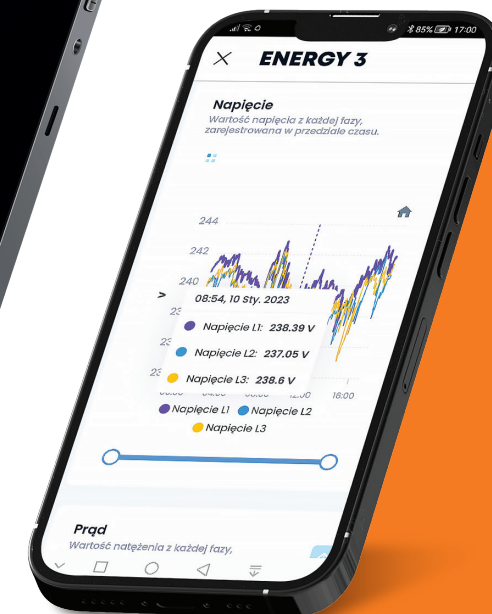 85% 17:00
ENERGY 3
Napięcie
Wartość napięcia z każdej fazy,
zarejestrowana w przedziale czasu.
244
242
240
08:54, 10 Sty. 2023
Napięcie L1: 238.39 V
Napięcie L2: 237.05 V
Napięcie L3: 238.6 V
18:00
Napięcie L1 Napięcie L2
Napięcie L3
Prąd
Wartość natężenia z każdej fazy,